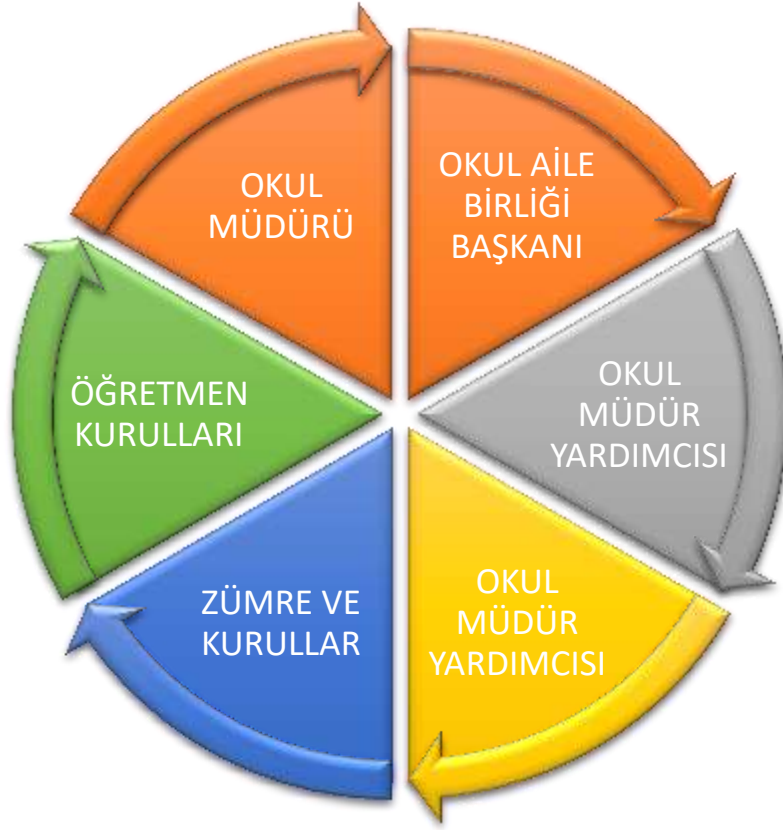 OKUL
MÜDÜRÜ
OKUL AİLE
BİRLİĞİ
BAŞKANI
OKUL
MÜDÜR
YARDIMCISI
OKUL
MÜDÜR
YARDIMCISI
ZÜMRE VE
KURULLAR
ÖĞRETMEN
KURULLARI